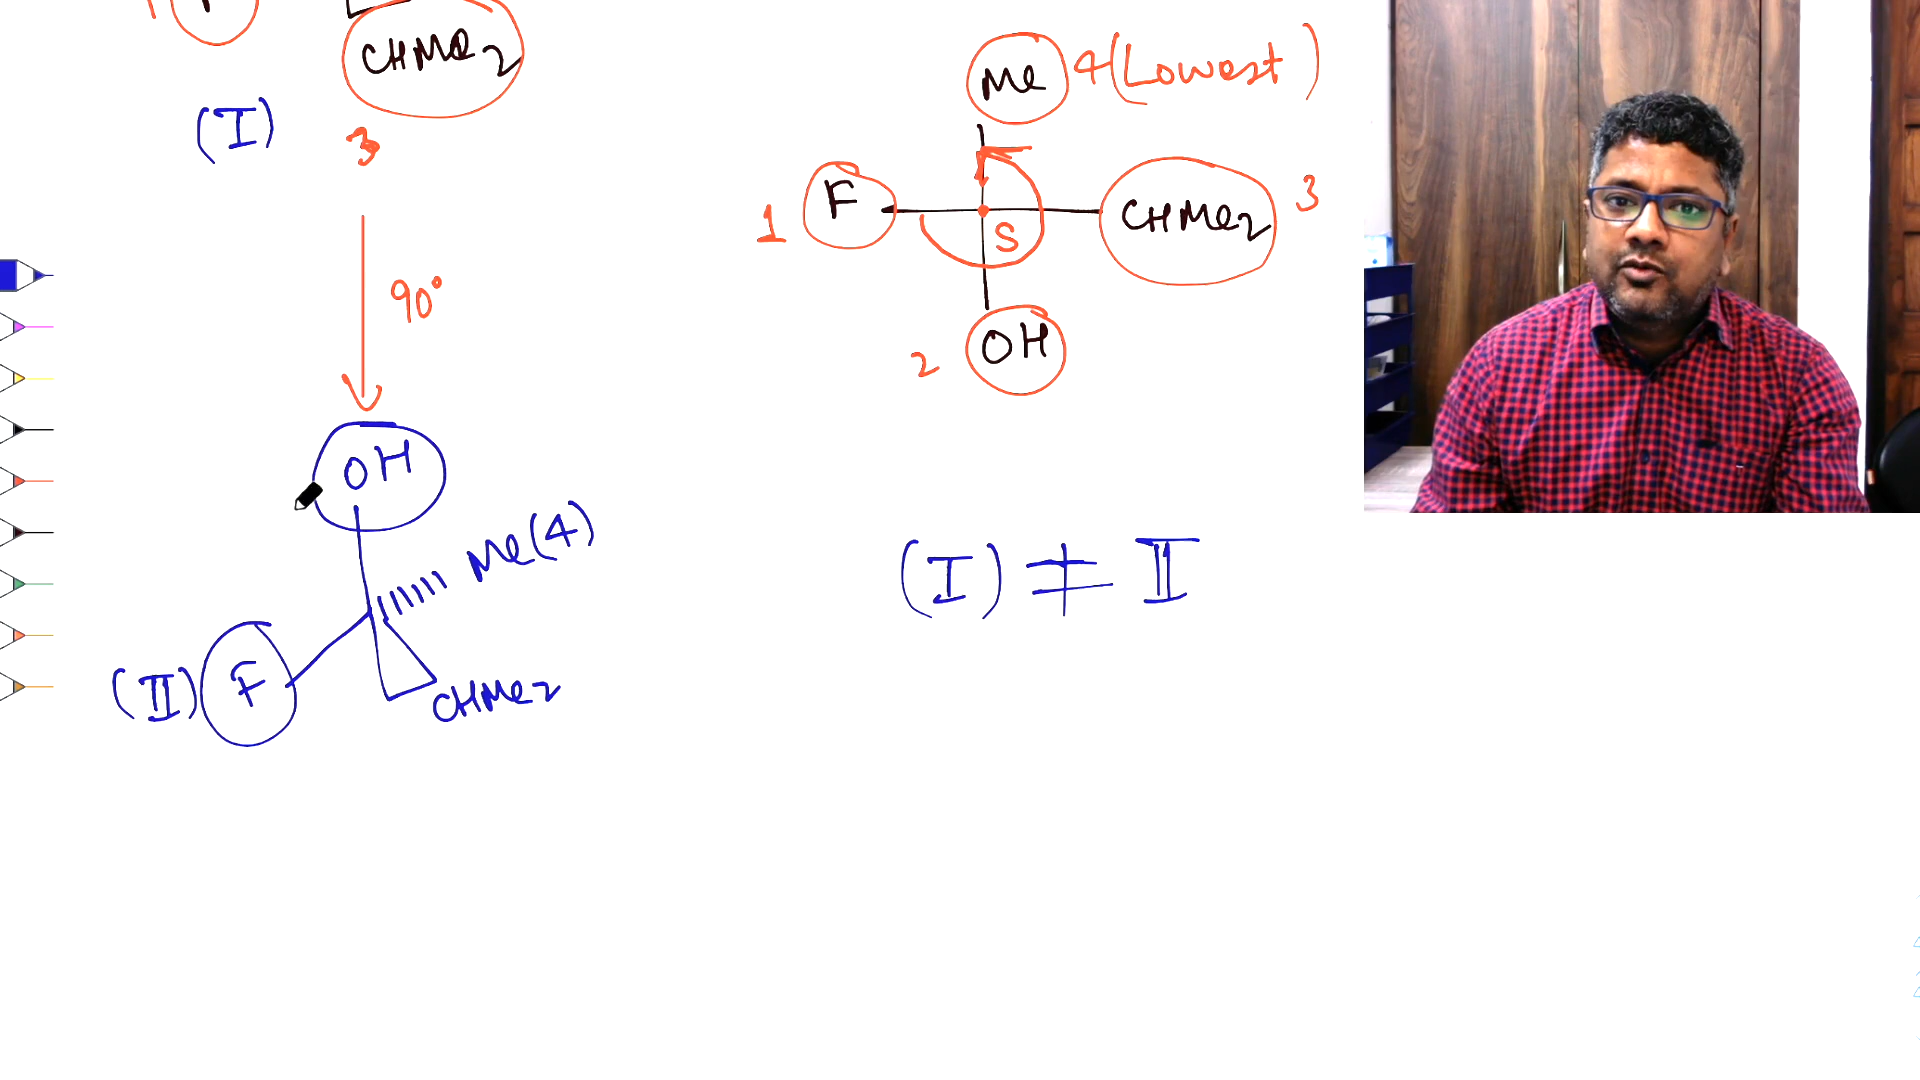 F
CHMe2
(I)
3
90°
OH
Me(4)
(II) F
CHMe2
Me 4(Lowest)
1 F
S
CHMe2 3
2 OH
(I) ≠ II